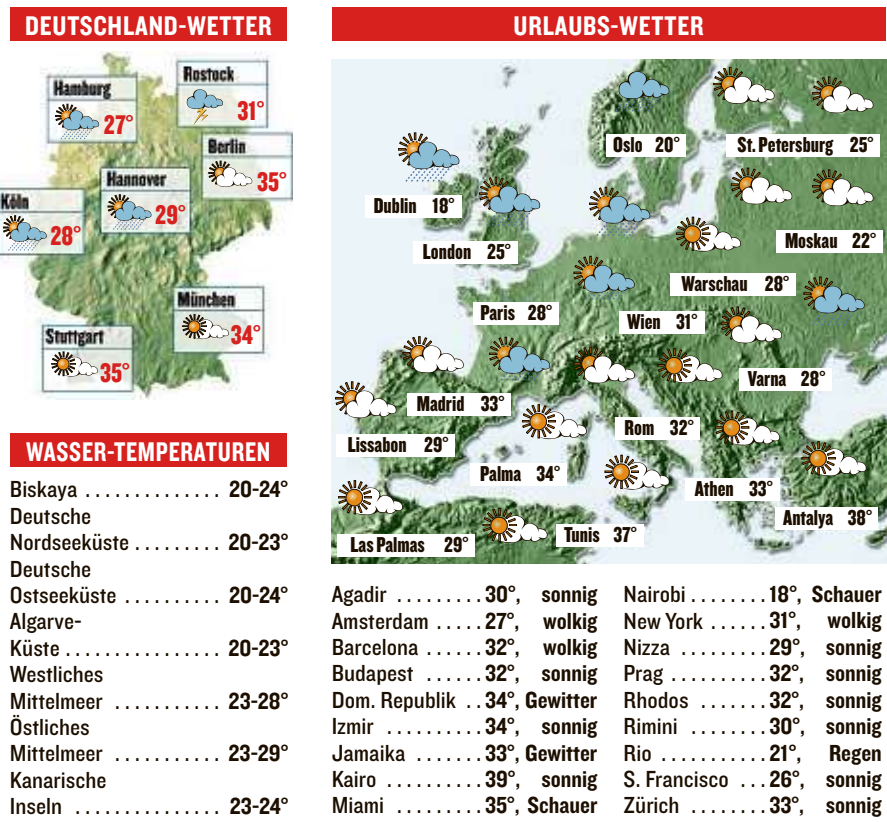 DEUTSCHLAND-WETTER
Hamburg
27°
Rostock
31°
Berlin
35°
Hannover
29°
Köln
28°
München
34°
Stuttgart
35°
WASSER-TEMPERATUREN
Biskaya .............. 20-24°
Deutsche
Nordseeküste ......... 20-23°
Deutsche
Ostseeküste .......... 20-24°
Algarve-
Küste ................ 20-23°
Westliches
Mittelmeer ........... 23-28°
Östliches
Mittelmeer ........... 23-29°
Kanarische
Inseln ............... 23-24°
URLAUBS-WETTER
Oslo 20°
St. Petersburg 25°
Dublin 18°
Moskau 22°
London 25°
Warschau 28°
Paris 28°
Wien 31°
Varna 28°
Madrid 33°
Rom 32°
Lissabon 29°
Palma 34°
Athen 33°
Antalya 38°
Tunis 37°
Las Palmas 29°
Agadir ......... 30°, sonnig
Amsterdam ..... 27°, wolkig
Barcelona ...... 32°, wolkig
Budapest ...... 32°, sonnig
Dom. Republik .. 34°, Gewitter
Izmir .......... 34°, sonnig
Jamaika ........ 33°, Gewitter
Kairo .......... 39°, sonnig
Miami ......... 35°, Schauer
Nairobi ........ 18°, Schauer
New York ...... 31°, wolkig
Nizza ......... 29°, sonnig
Prag .......... 32°, sonnig
Rhodos ....... 32°, sonnig
Rimini ........ 30°, sonnig
Rio ........... 21°, Regen
S. Francisco ... 26°, sonnig
Zürich ........ 33°, sonnig